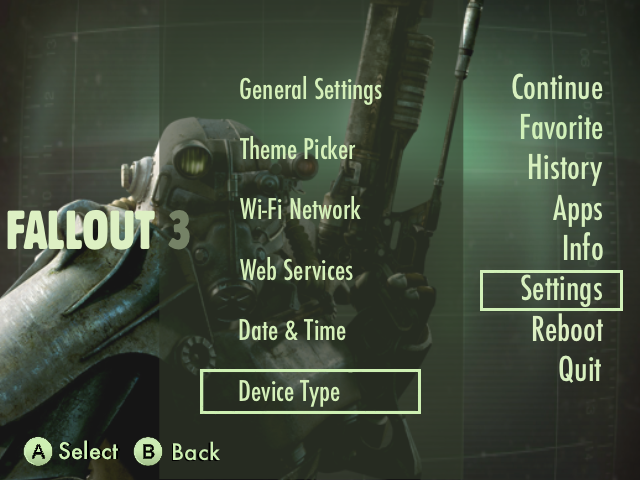 FALLOUT 3
General Settings
Theme Picker
Wi-Fi Network
Web Services
Date & Time
Device Type
Continue
Favorite
History
Apps
Info
Settings
Reboot
Quit
A Select B Back